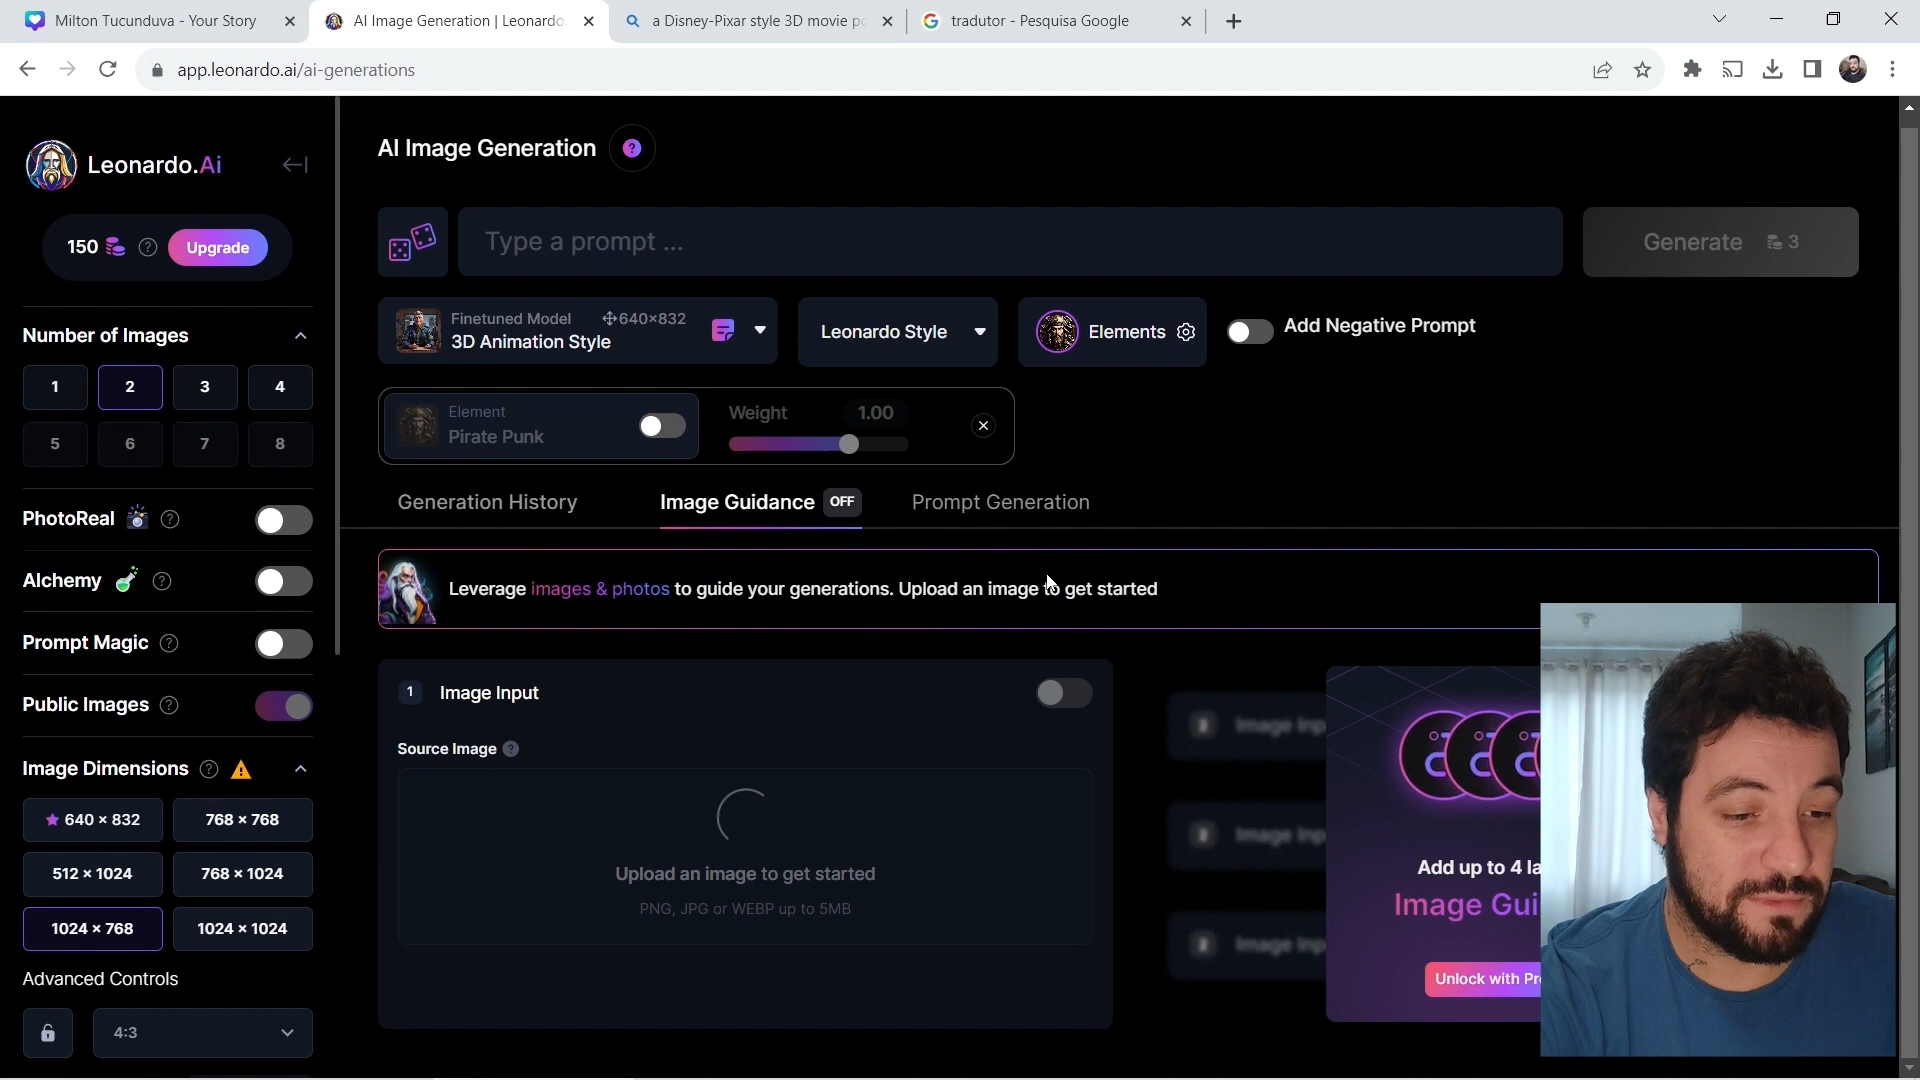 Milton Tucunduva - Your Story
AI Image Generation | Leonardo.
a Disney-Pixar style 3D movie po
tradutor - Pesquisa Google
app.leonardo.ai/ai-generations
Leonardo.Ai
150
Upgrade
Number of Images
1 2 3 4
5 6 7 8
PhotoReal
Alchemy
Prompt Magic
Public Images
Image Dimensions
640 × 832
768 × 768
512 × 1024
768 × 1024
1024 × 768
1024 × 1024
Advanced Controls
4:3
AI Image Generation
Type a prompt ...
Generate 3
Finetuned Model 640×832
3D Animation Style
Leonardo Style
Elements
Add Negative Prompt
Element
Pirate Punk
Weight 1.00
Generation History
Image Guidance OFF
Prompt Generation
Leverage images & photos to guide your generations. Upload an image to get started
1 Image Input
Source Image
Upload an image to get started
PNG, JPG or WEBP up to 5MB
Image Inp
Image Inp
Image Inp
Add up to 4 la
Image Gui
Unlock with Pr